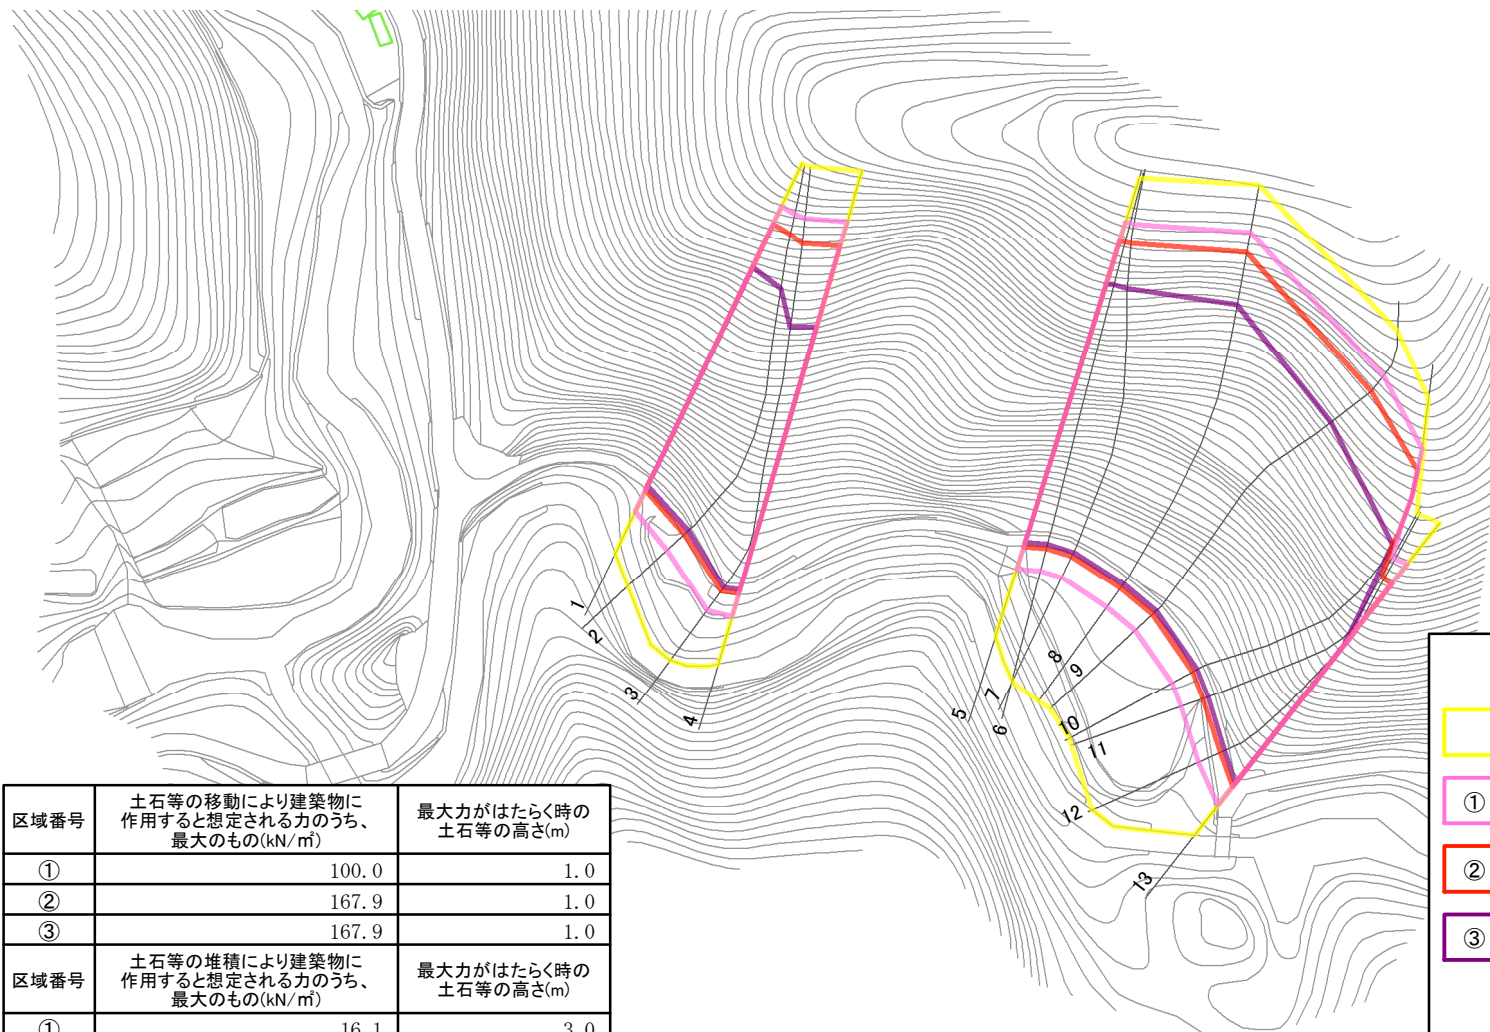 1
2
3
4
5
6
7
8
9
10
11
12
13
区域番号
土石等の移動により建築物に
作用すると想定される力のうち、
最大のもの(kN/㎡)
最大力がはたらく時の
土石等の高さ(m)
① 100.0 1.0
② 167.9 1.0
③ 167.9 1.0
区域番号
土石等の堆積により建築物に
作用すると想定される力のうち、
最大のもの(kN/㎡)
最大力がはたらく時の
土石等の高さ(m)
① 16.1 3.0
①
②
③